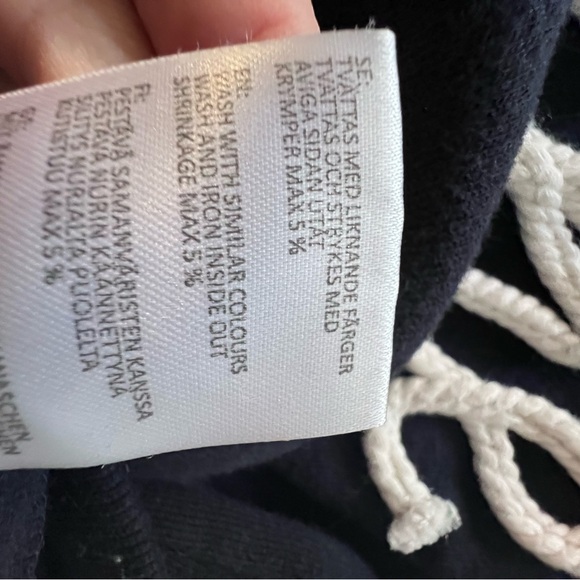 SE:
TVÄTTAS MED LIKNANDE FÄRGER
TVÄTTAS OCH STRYKES MED
AVIGA SIDAN UTÅT
KRYMPER MAX 5 %
EN:
WASH WITH SIMILAR COLOURS
WASH AND IRON INSIDE OUT
SHRINKAGE MAX 5 %
FI:
PESTÄVÄ SAMANVÄRISTEN KANSSA
PESTÄVÄ NURIN KÄÄNNETTYNÄ
SILITYS NURJALTA PUOLELTA
KUTISTUU MAX 5 %